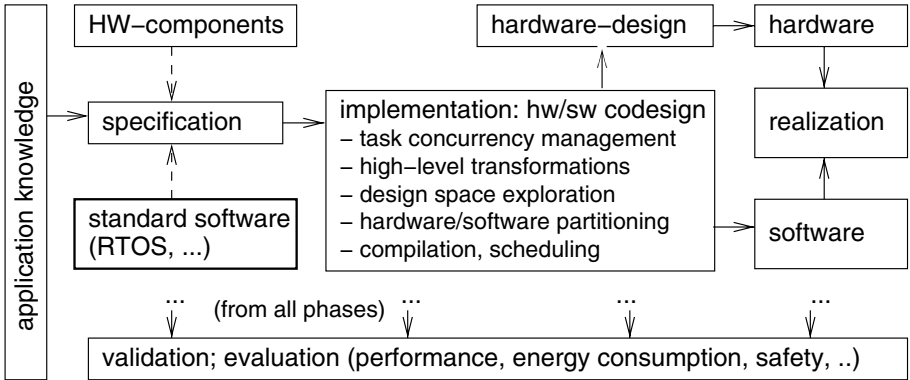 application knowledge
HW-components
hardware-design
hardware
specification
implementation: hw/sw codesign
– task concurrency management
– high-level transformations
– design space exploration
– hardware/software partitioning
– compilation, scheduling
realization
standard software
(RTOS, ...)
software
... (from all phases) ... ... ...
validation; evaluation (performance, energy consumption, safety, ..)